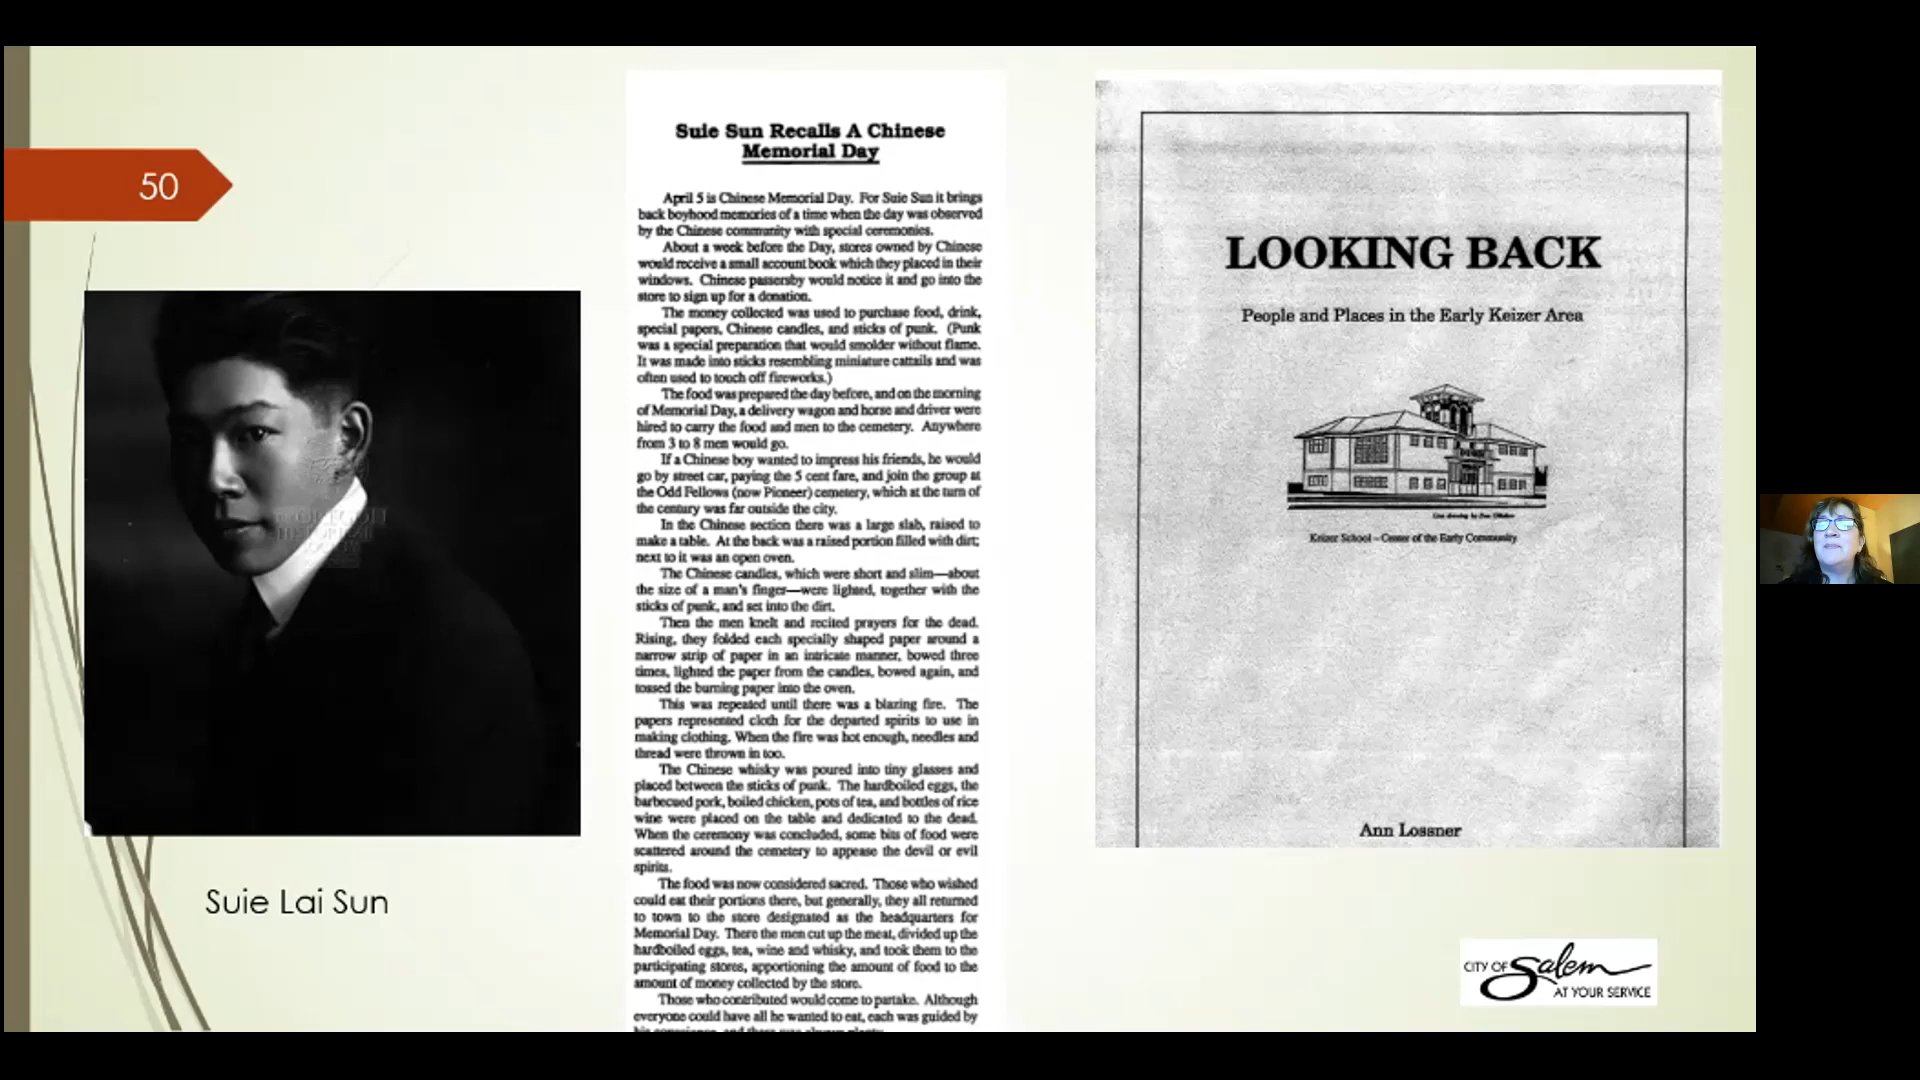 50
Suie Lai Sun
Suie Sun Recalls A Chinese
Memorial Day
April 5 is Chinese Memorial Day. For Suie Sun it brings
back boyhood memories of a time when the day was observed
by the Chinese community with special ceremonies.
About a week before the Day, stores owned by Chinese
would receive a small account book which they placed in their
windows. Chinese passersby would notice it and go into the
store to sign up for a donation.
The money collected was used to purchase food, drink,
special papers, Chinese candles, and sticks of punk. (Punk
was a special preparation that would smolder without flame.
It was made into sticks resembling miniature cattails and was
often used to touch off fireworks.)
The food was prepared the day before, and on the morning
of Memorial Day, a delivery wagon and horse and driver were
hired to carry the food and men to the cemetery. Anywhere
from 3 to 8 men would go.
If a Chinese boy wanted to impress his friends, he would
go by street car, paying the 5 cent fare, and join the group at
the Odd Fellows (now Pioneer) cemetery, which at the turn of
the century was far outside the city.
In the Chinese section there was a large slab, raised to
make a table. At the back was a raised portion filled with dirt;
next to it was an open oven.
The Chinese candles, which were short and slim—about
the size of a man's finger—were lighted, together with the
sticks of punk, and set into the dirt.
Then the men knelt and recited prayers for the dead.
Rising, they folded each specially shaped paper around a
narrow strip of paper in an intricate manner, bowed three
times, lighted the paper from the candles, bowed again, and
tossed the burning paper into the oven.
This was repeated until there was a blazing fire. The
papers represented cloth for the departed spirits to use in
making clothing. When the fire was hot enough, needles and
thread were thrown in too.
The Chinese whisky was poured into tiny glasses and
placed between the sticks of punk. The hardboiled eggs, the
barbecued pork, boiled chicken, pots of tea, and bottles of rice
wine were placed on the table and dedicated to the dead.
When the ceremony was concluded, some bits of food were
scattered around the cemetery to appease the devil or evil
spirits.
The food was now considered sacred. Those who wished
could eat their portions there, but generally, they all returned
to town to the store designated as the headquarters for
Memorial Day. There the men cut up the meat, divided up the
hardboiled eggs, tea, wine and whisky, and took them to the
participating stores, apportioning the amount of food to the
amount of money collected by the store.
Those who contributed would come to partake. Although
everyone could have all he wanted to eat, each was guided by
LOOKING BACK
People and Places in the Early Keizer Area
Line drawing by
Keizer School – Center of the Early Community
Ann Lossner
CITY OF Salem
AT YOUR SERVICE
OREGON
HISTORICAL
SOCIETY